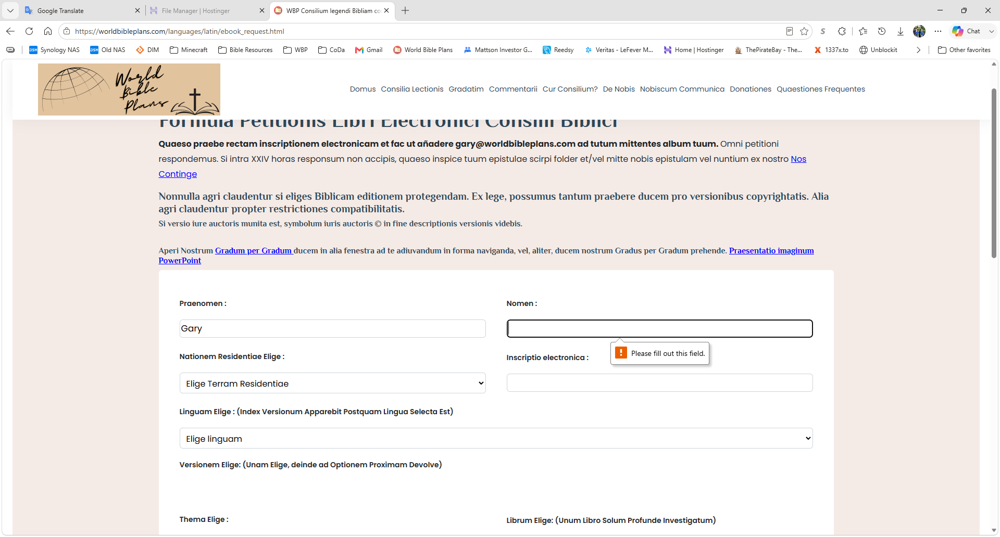 Google Translate
File Manager | Hostinger
WBP Consilium legendi Bibliam co
https://worldbibleplans.com/languages/latin/ebook_request.html
Chat
Synology NAS
Old NAS
DIM
Minecraft
Bible Resources
WBP
CoDa
Gmail
World Bible Plans
Mattson Investor G...
Reedsy
Veritas - LeFever M...
Home | Hostinger
ThePirateBay - The...
1337x.to
Unblockit
Other favorites
World
Bible
Plans
Domus Consilia Lectionis Gradatim Commentarii Cur Consilium? De Nobis Nobiscum Communica Donationes Quaestiones Frequentes
Formula Petitionis Libri Electronici Consilii Biblici
Quaeso praebe rectam inscriptionem electronicam et fac ut añadere gary@worldbibleplans.com ad tutum mittentes album tuum. Omni petitioni
respondemus. Si intra XXIV horas responsum non accipis, quaeso inspice tuum epistulae scirpi folder et/vel mitte nobis epistulam vel nuntium ex nostro Nos
Continge
Nonnulla agri claudentur si eliges Biblicam editionem protegendam. Ex lege, possumus tantum praebere ducem pro versionibus copyrightatis. Alia
agri claudentur propter restrictiones compatibilitatis.
Si versio iure auctoris munita est, symbolum iuris auctoris © in fine descriptionis versionis videbis.
Aperi Nostrum Gradum per Gradum ducem in alia fenestra ad te adiuvandum in forma naviganda, vel, aliter, ducem nostrum Gradus per Gradum prehende. Praesentatio imaginum
PowerPoint
Praenomen :
Nomen :
Gary
Please fill out this field.
Nationem Residentiae Elige :
Inscriptio electronica :
Elige Terram Residentiae
Linguam Elige : (Index Versionum Apparebit Postquam Lingua Selecta Est)
Elige linguam
Versionem Elige: (Unam Elige, deinde ad Optionem Proximam Devolve)
Thema Elige :
Librum Elige: (Unum Libro Solum Profunde Investigatum)